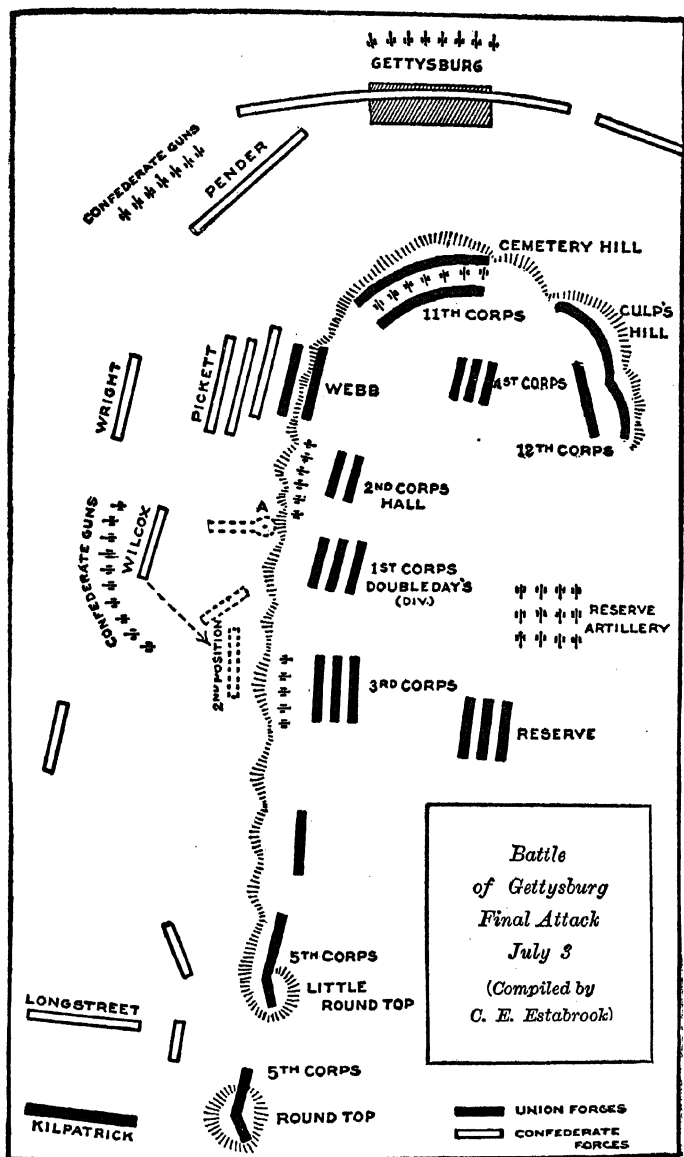 GETTYSBURG
CONFEDERATE GUNS
PENDER
CEMETERY HILL
11TH CORPS
CULP'S
HILL
WRIGHT
PICKETT
WEBB
1ST CORPS
12TH CORPS
2ND CORPS
HALL
A
CONFEDERATE GUNS
WILCOX
1ST CORPS
DOUBLEDAY'S
(DIV.)
RESERVE
ARTILLERY
2ND POSITION
3RD CORPS
RESERVE
Battle
of Gettysburg
Final Attack
July 3
(Compiled by
C. E. Estabrook)
5TH CORPS
LITTLE
ROUND TOP
LONGSTREET
5TH CORPS
ROUND TOP
KILPATRICK
UNION FORCES
CONFEDERATE
FORCES